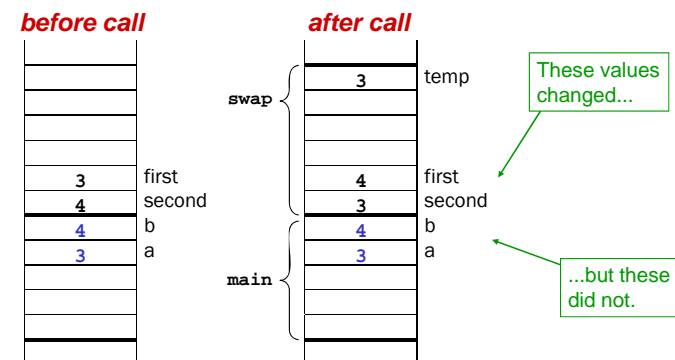 before call
after call
3 temp
swap
These values
changed...
3 first
4 second
4 b
3 a
4 first
3 second
4 b
3 a
main
...but these
did not.